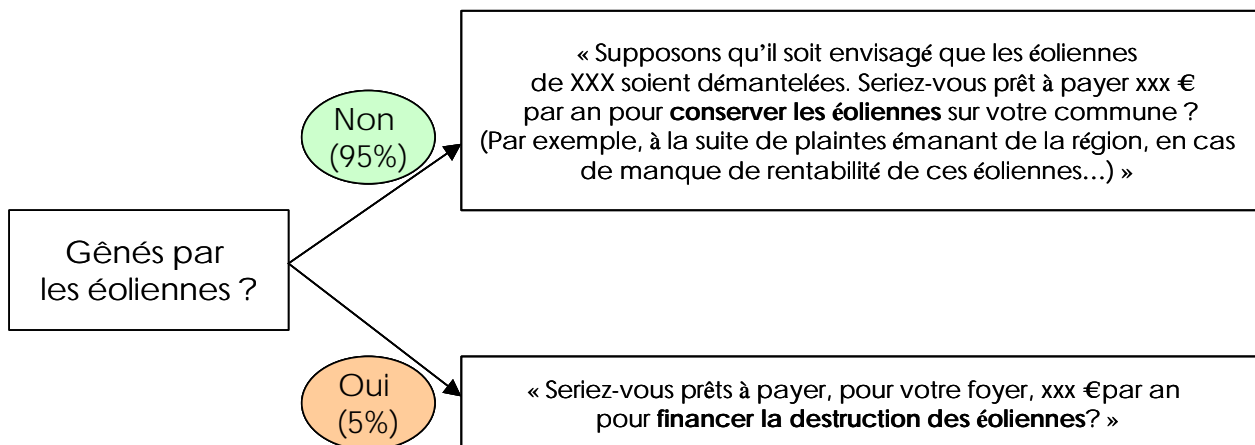 « Supposons qu'il soit envisagé que les éoliennes
de XXX soient démantelées. Seriez-vous prêt à payer xxx €
par an pour conserver les éoliennes sur votre commune ?
(Par exemple, à la suite de plaintes émanant de la région, en cas
de manque de rentabilité de ces éoliennes…) »
Non
(95%)
Gênés par
les éoliennes ?
Oui
(5%)
« Seriez-vous prêts à payer, pour votre foyer, xxx €par an
pour financer la destruction des éoliennes? »